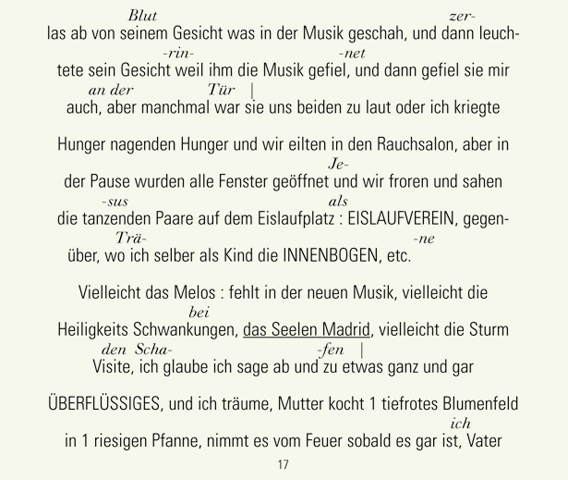 Blut zer-
las ab von seinem Gesicht was in der Musik geschah, und dann leuch-
-rin- -net
tete sein Gesicht weil ihm die Musik gefiel, und dann gefiel sie mir
an der Tür |
auch, aber manchmal war sie uns beiden zu laut oder ich kriegte
Hunger nagenden Hunger und wir eilten in den Rauchsalon, aber in
Je-
der Pause wurden alle Fenster geöffnet und wir froren und sahen
-sus als
die tanzenden Paare auf dem Eislaufplatz : EISLAUFVEREIN, gegen-
Trä- -ne
über, wo ich selber als Kind die INNENBOGEN, etc.
Vielleicht das Melos : fehlt in der neuen Musik, vielleicht die
bei
Heiligkeits Schwankungen, das Seelen Madrid, vielleicht die Sturm
den Scha- -fen |
Visite, ich glaube ich sage ab und zu etwas ganz und gar
ÜBERFLÜSSIGES, und ich träume, Mutter kocht 1 tiefrotes Blumenfeld
ich
in 1 riesigen Pfanne, nimmt es vom Feuer sobald es gar ist, Vater
17